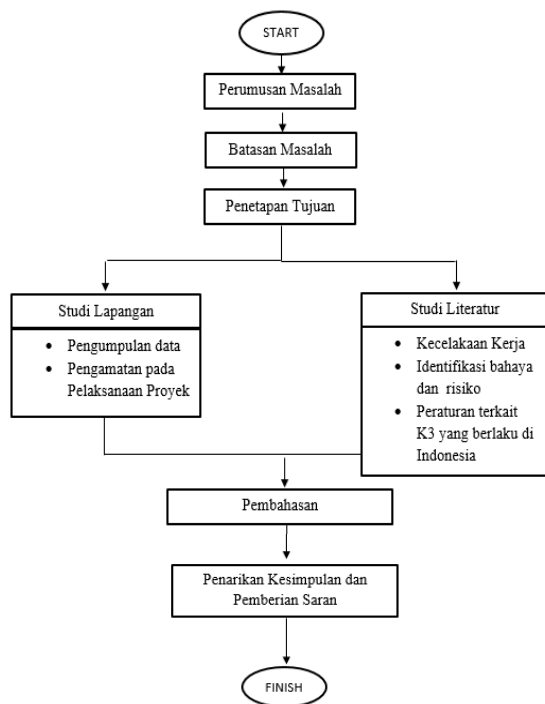 START
Perumusan Masalah
Batasan Masalah
Penetapan Tujuan
Studi Lapangan
• Pengumpulan data
• Pengamatan pada
Pelaksanaan Proyek
Studi Literatur
• Kecelakaan Kerja
• Identifikasi bahaya
dan risiko
• Peraturan terkait
K3 yang berlaku di
Indonesia
Pembahasan
Penarikan Kesimpulan dan
Pemberian Saran
FINISH